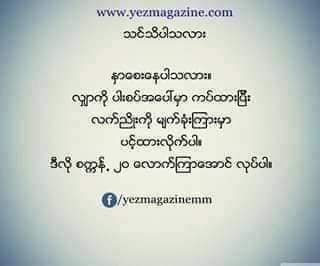 www.yezmagazine.com
သင်သိပါသလား
နှာစေးနေပါသလား။
လျှာကို ပါးစပ်အပေါ်မှာ ကပ်ထားပြီး
လက်ညိုးကို မျက်ခုံးကြားမှာ
ပင့်ထားလိုက်ပါ။
ဒီလို စက္ကန့် ၂၀ လောက်ကြာအောင် လုပ်ပါ။
/yezmagazinemm